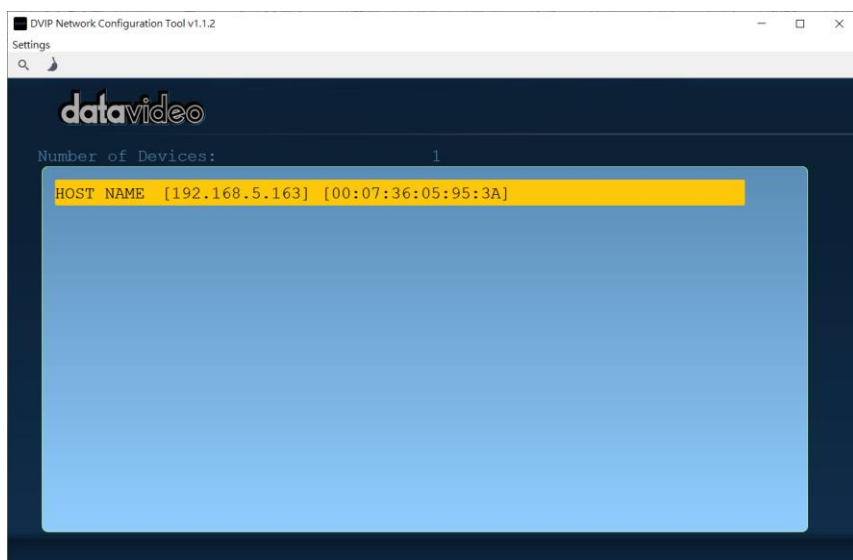 DVIP Network Configuration Tool v1.1.2
Settings
datavideo
Number of Devices: 1
HOST NAME [192.168.5.163] [00:07:36:05:95:3A]